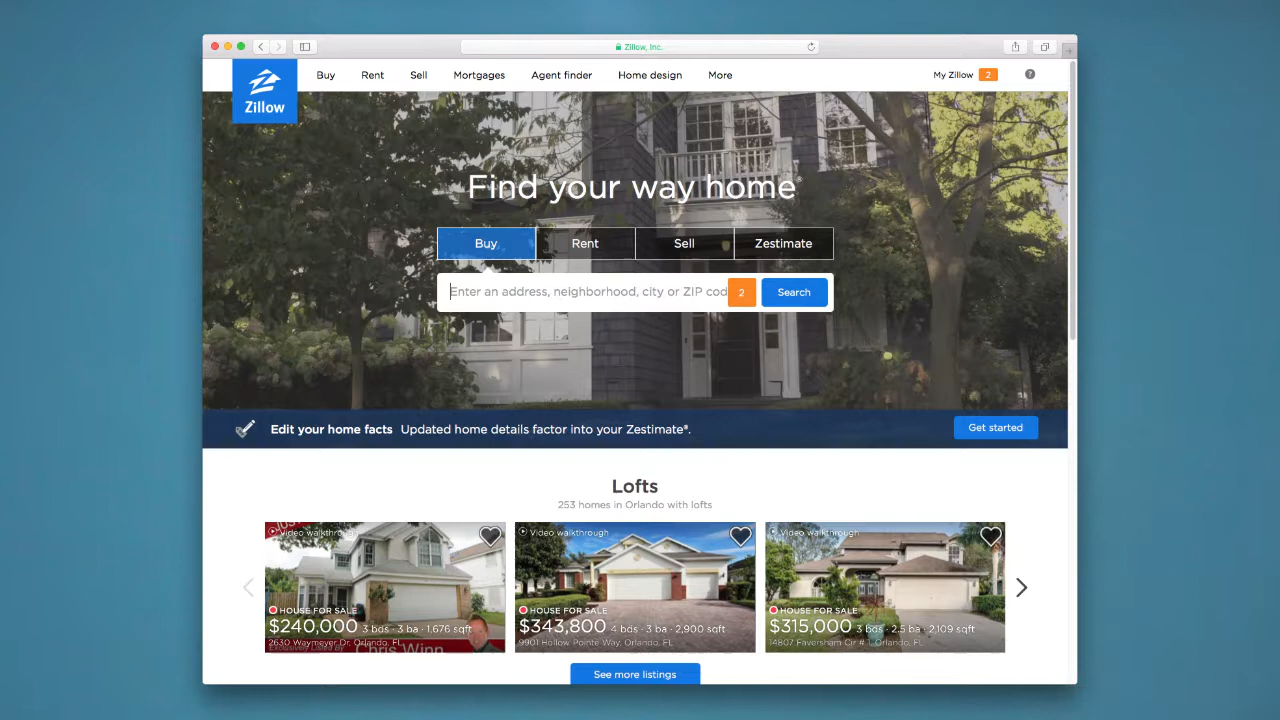 Zillow, Inc.
Buy Rent Sell Mortgages Agent finder Home design More My Zillow 2 ?
Zillow
Find your way home®
Buy Rent Sell Zestimate
Enter an address, neighborhood, city or ZIP cod 2 Search
Edit your home facts Updated home details factor into your Zestimate®. Get started
Lofts
253 homes in Orlando with lofts
Video walkthrough Video walkthrough Video walkthrough
HOUSE FOR SALE HOUSE FOR SALE HOUSE FOR SALE
$240,000 3 bds · 3 ba · 1,676 sqft $343,800 4 bds · 3 ba · 2,900 sqft $315,000 3 bds · 2.5 ba · 2,109 sqft
2630 Waymeyer Dr, Orlando, FL 9901 Hollow Pointe Way, Orlando, FL 14807 Faversham Cir # 1, Orlando, FL
Exclusively Listed by Chris Winn
See more listings